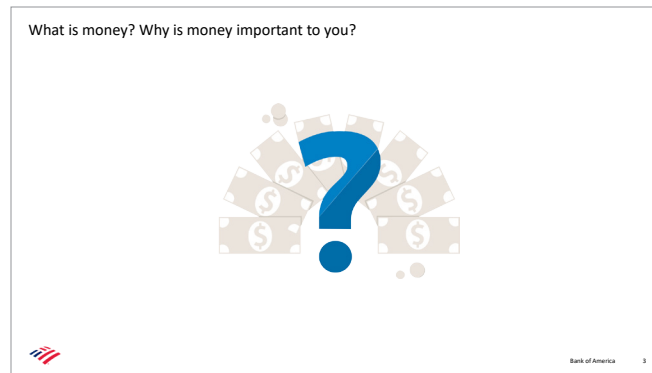 What is money? Why is money important to you?
$ $ $ $ $ $
?
Bank of America 3